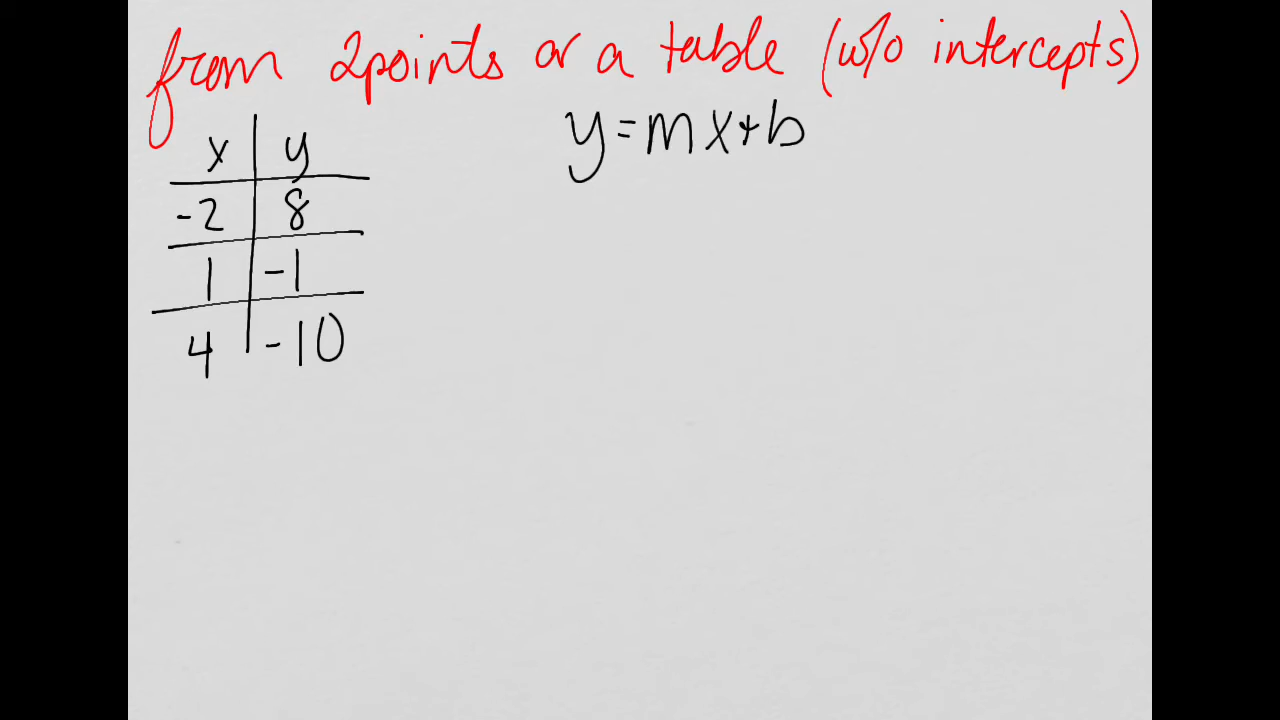 from 2points or a table (w/o intercepts)
y=mx+b
x y
-2 8
1 -1
4 -10